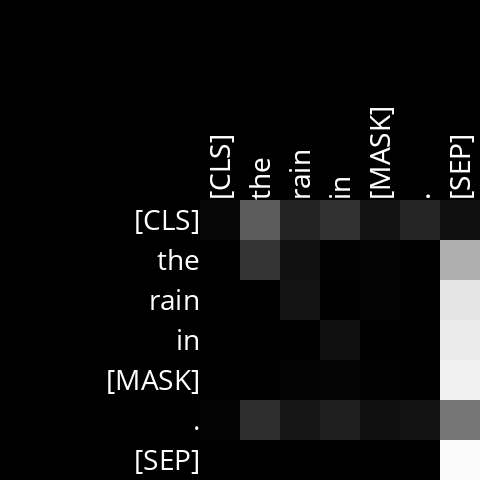 [CLS] the rain in [MASK] . [SEP]
[CLS]
the
rain
in
[MASK]
.
[SEP]